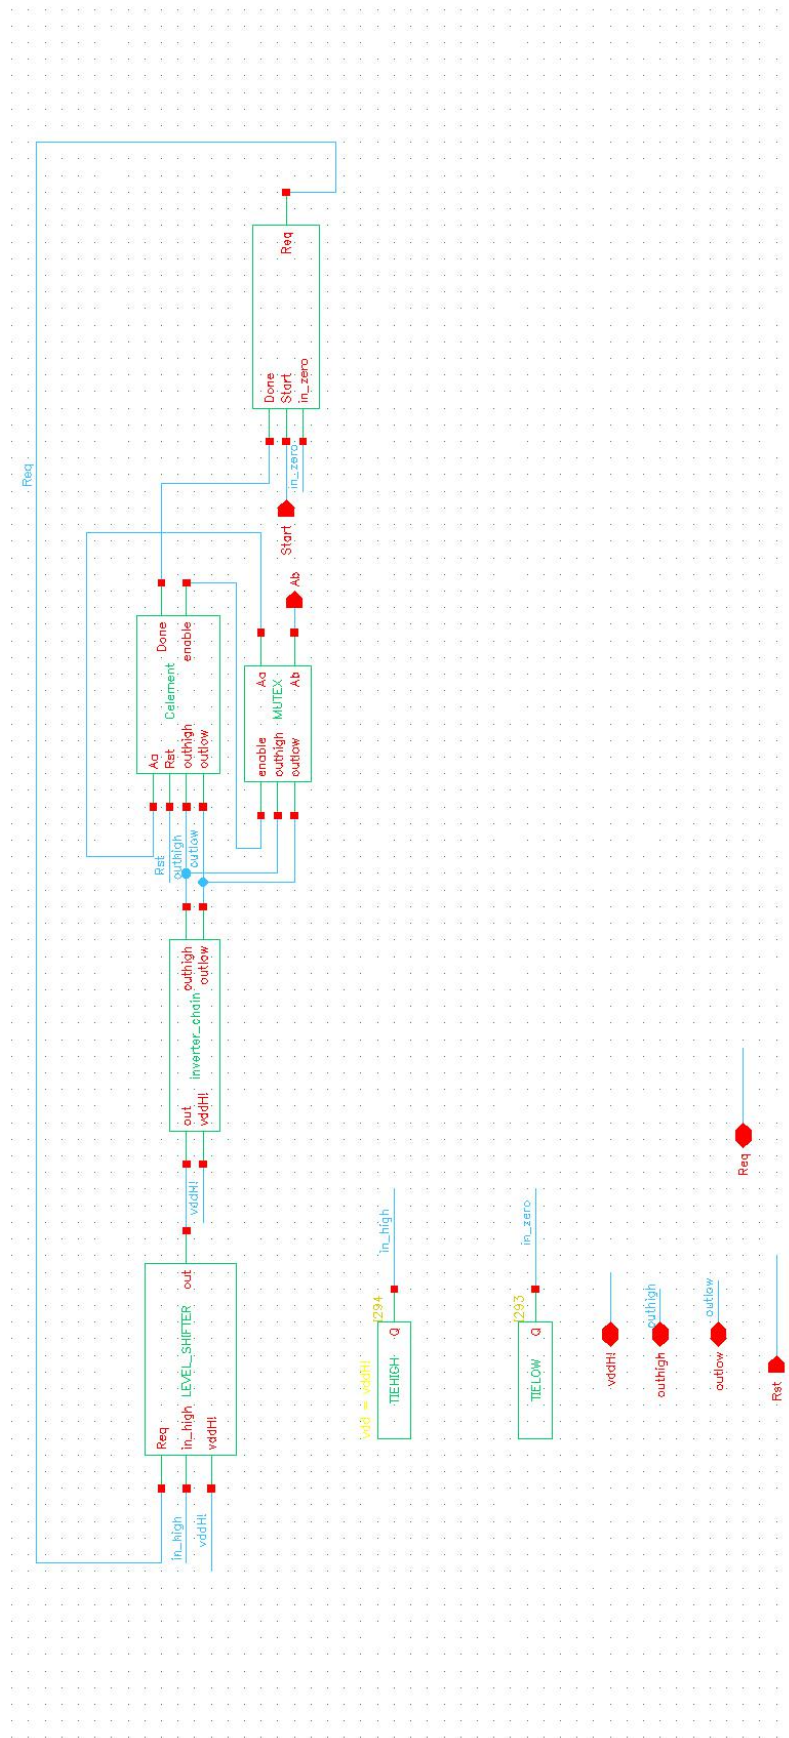 Req
Req
Done
Start
in_zero
in_zero
Start
Ab
Done
enable
Celement
Aa
Rst
outhigh
outlow
Aa
Ab
MUTEX
enable
outhigh
outlow
Rst
outhigh
outlow
outhigh
outlow
inverter_chain
out
vddH!
vddH!
out
LEVEL_SHIFTER
Req
in_high
vddH!
in_high
vddH!
in_high
I294
Q
TIEHIGH
vdd = vddH!
in_zero
I293
Q
TIELOW
vddH!
outhigh
outhigh
outlow
outlow
Req
Rst